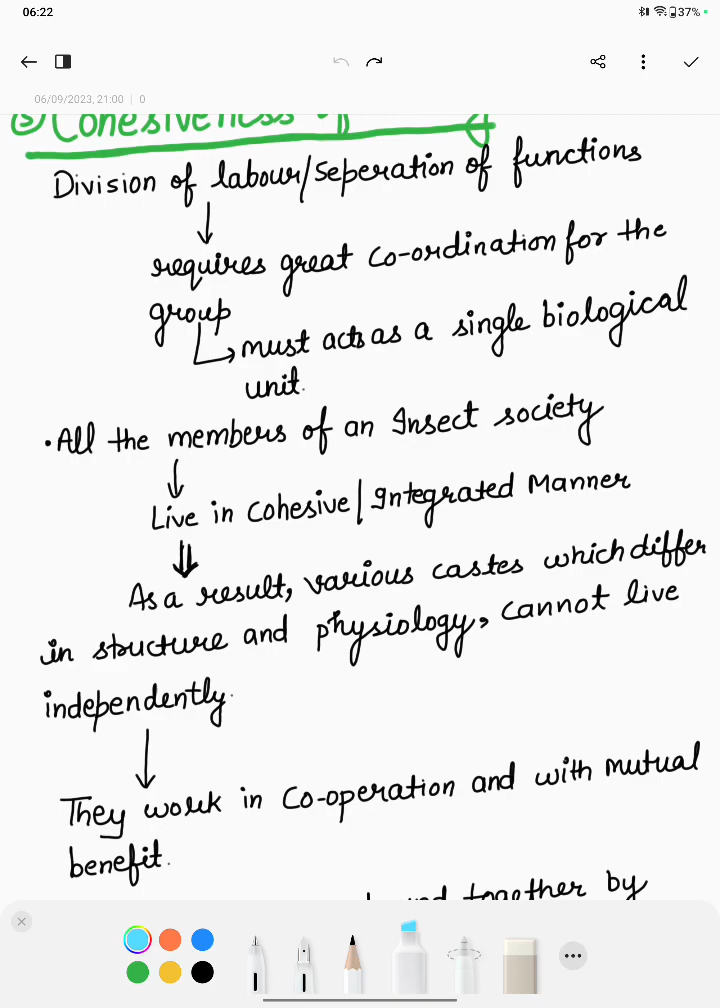 06:22
37%
06/09/2023, 21:00 | 0
Cohesiveness of
Division of labour/Seperation of functions
requires great co-ordination for the
group
must acts as a single biological
unit.
• All the members of an Insect society
Live in Cohesive | Integrated Manner
As a result, various castes which differ
in structure and physiology, cannot live
independently.
They work in Co-operation and with mutual
benefit.
together by